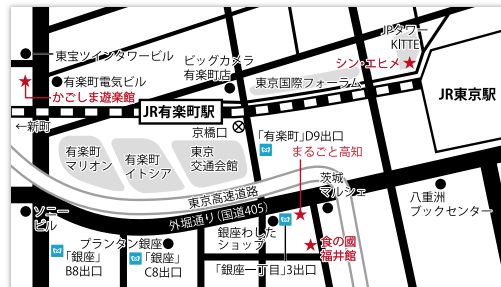 東宝ツインタワービル
有楽町電気ビル
かごしま遊楽館
←新町
ビッグカメラ
有楽町店
JPタワー
KITTE
シン・エヒメ
東京国際フォーラム
JR東京駅
JR有楽町駅
京橋口
「有楽町」D9出口
まるごと高知
有楽町
マリオン
有楽町
イトシア
東京
交通会館
茨城
マルシェ
東京高速道路
外堀通り（国道405）
八重洲
ブックセンター
ソニー
ビル
プランタン銀座
「銀座」
B8出口
「銀座」
C8出口
銀座わした
ショップ
食の國
福井館
「銀座一丁目」3出口